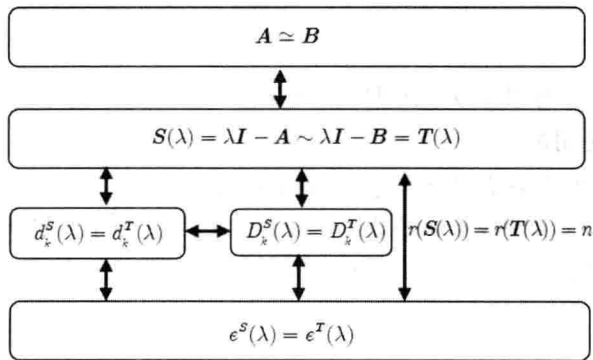 A ≃ B
S(λ) = λI − A ∼ λI − B = T(λ)
d_k^S(λ) = d_k^T(λ)
D_k^S(λ) = D_k^T(λ)
r(S(λ)) = r(T(λ)) = n
ϵ^S(λ) = ϵ^T(λ)